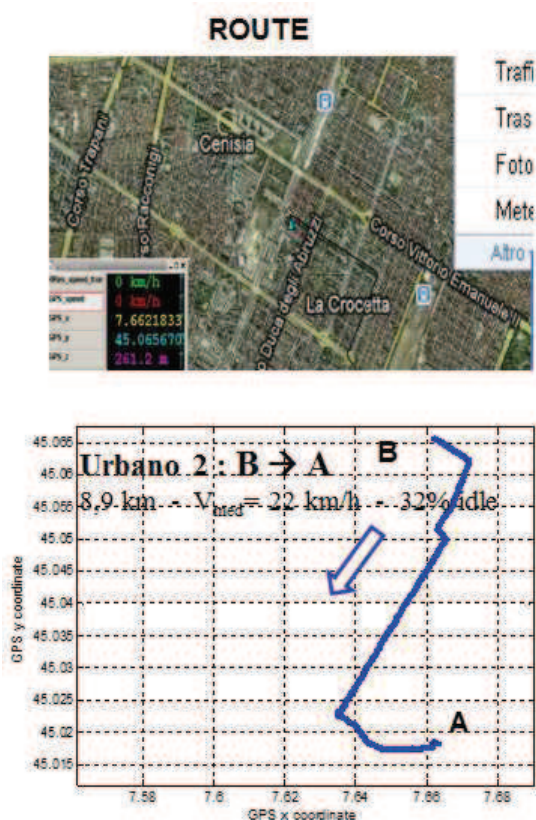 ROUTE
Traffi
Tras
Foto
Mete
Altro
Cenisia
Corso Trapani
so Racconigi
Corso Vittorio Emanuele II
o Duca degli Abruzzi
La Crocetta
0 km/h
GPS_speed 0 km/h
GPS_x 7.6621833
GPS_y 45.065670
GPS_z 261.2 m
Urbano 2 : B → A
8,9 km - Vmed= 22 km/h - 32% idle
B
A
GPS y coordinate
45.065
45.06
45.055
45.05
45.045
45.04
45.035
45.03
45.025
45.02
45.015
7.58 7.6 7.62 7.64 7.66 7.68
GPS x coordinate